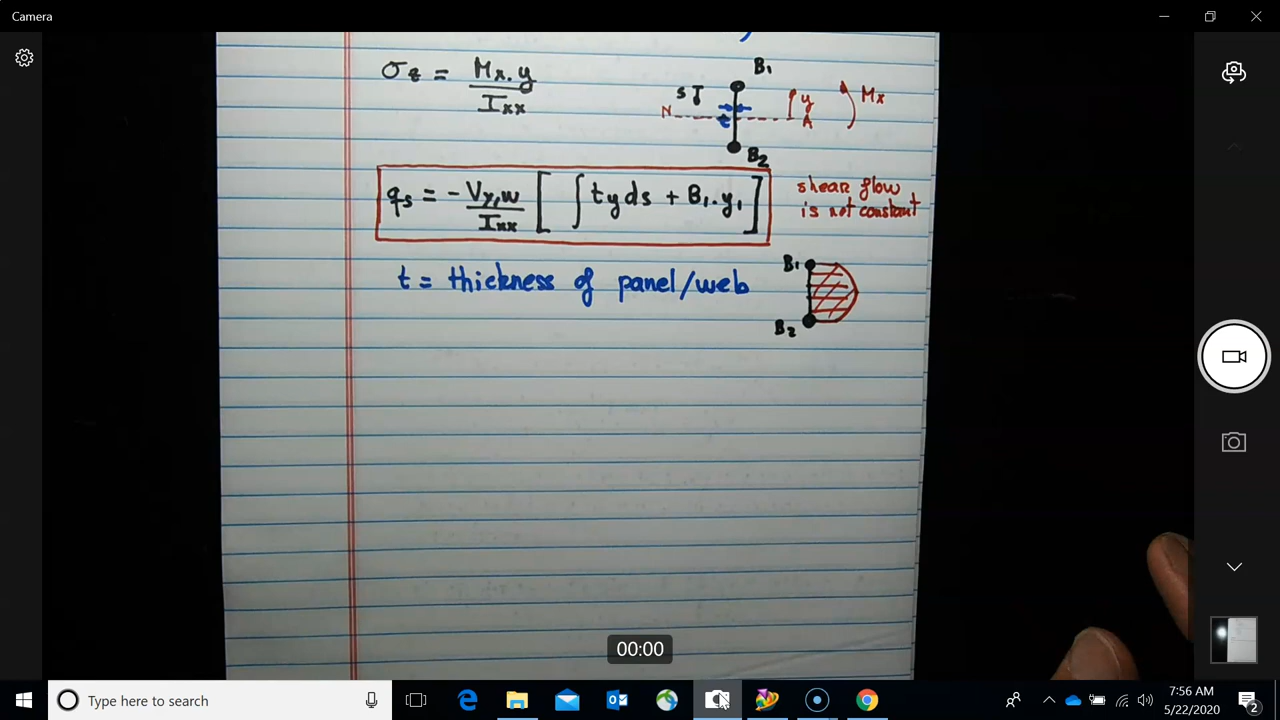 Camera
σz = Mx.y / Ixx
B1
S
N
t
y
A
Mx
B2
qs = - Vy,w / Ixx [ ∫ t y ds + B1.y1 ]
shear flow
is not constant
t = thickness of panel/web
B1
B2
00:00
Type here to search
7:56 AM
5/22/2020
2